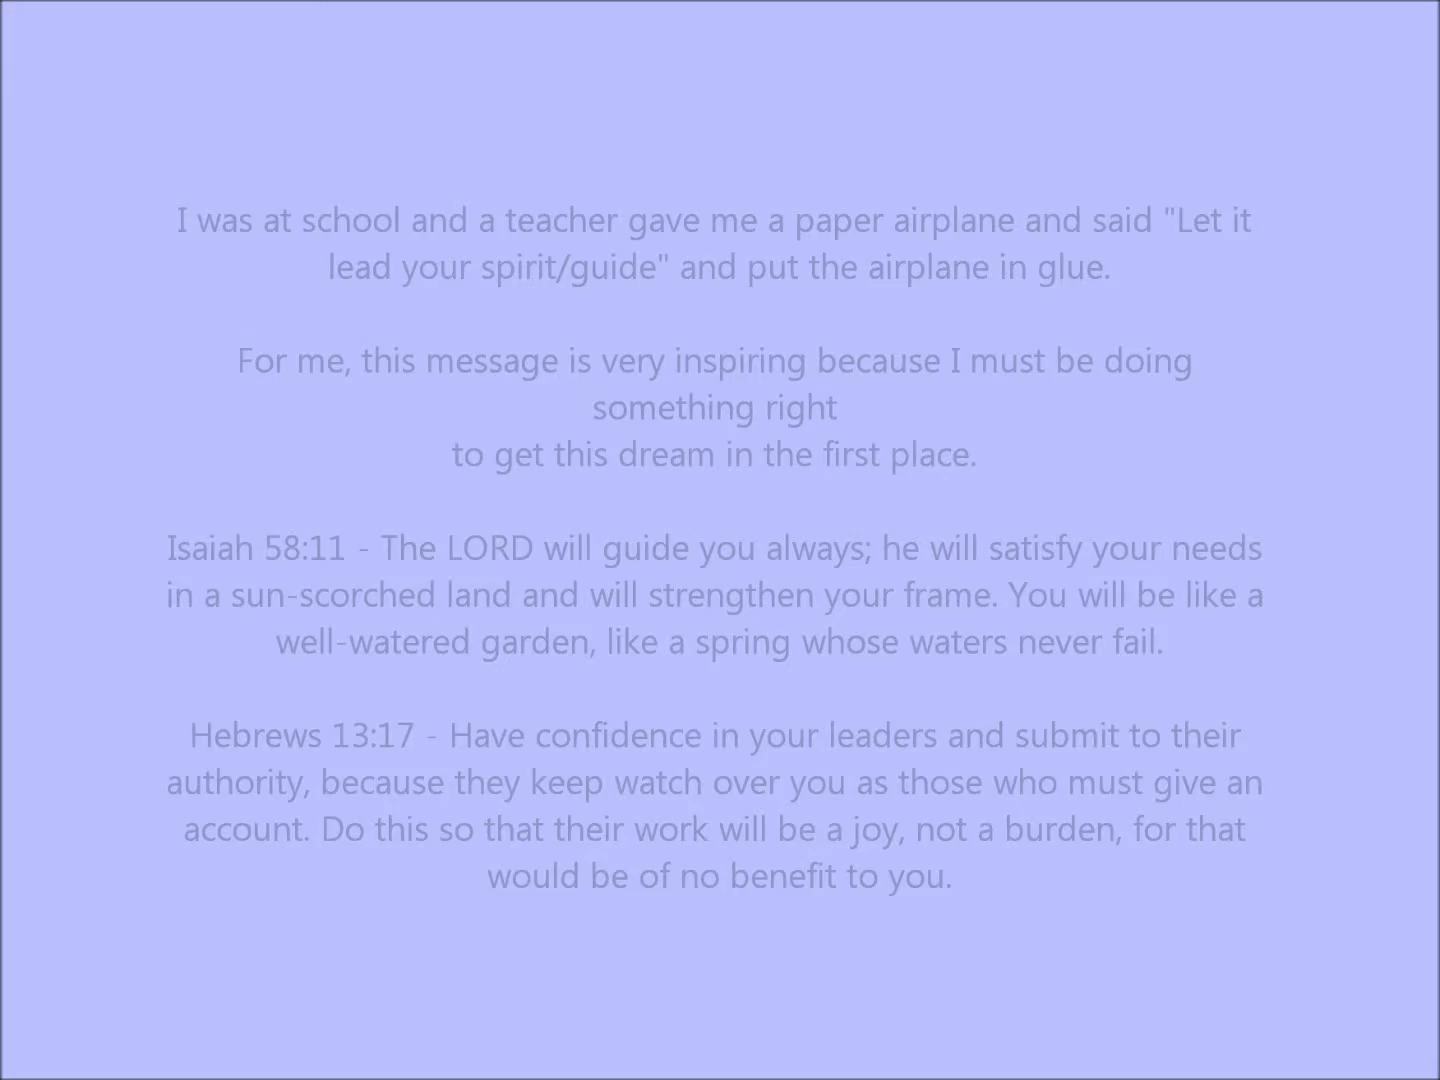 I was at school and a teacher gave me a paper airplane and said "Let it
lead your spirit/guide" and put the airplane in glue.
For me, this message is very inspiring because I must be doing
something right
to get this dream in the first place.
Isaiah 58:11 - The LORD will guide you always; he will satisfy your needs
in a sun-scorched land and will strengthen your frame. You will be like a
well-watered garden, like a spring whose waters never fail.
Hebrews 13:17 - Have confidence in your leaders and submit to their
authority, because they keep watch over you as those who must give an
account. Do this so that their work will be a joy, not a burden, for that
would be of no benefit to you.